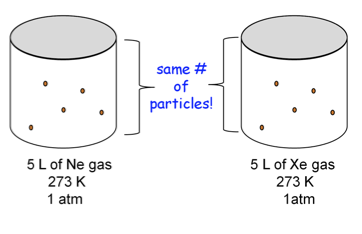 same #
of
particles!
5 L of Ne gas
273 K
1 atm
5 L of Xe gas
273 K
1atm